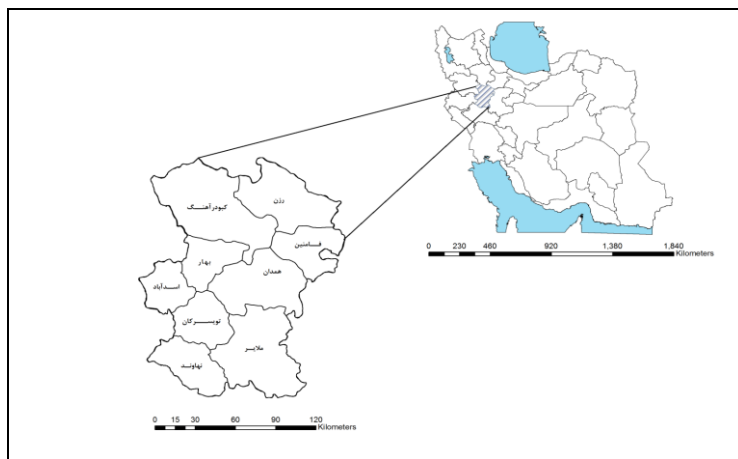 0 230 460 920 1,380 1,840
Kilometers
رزن
کبودرآهنگ
فامنین
بهار
همدان
اسدآباد
تویسرکان
ملایر
نهاوند
0 15 30 60 90 120
Kilometers